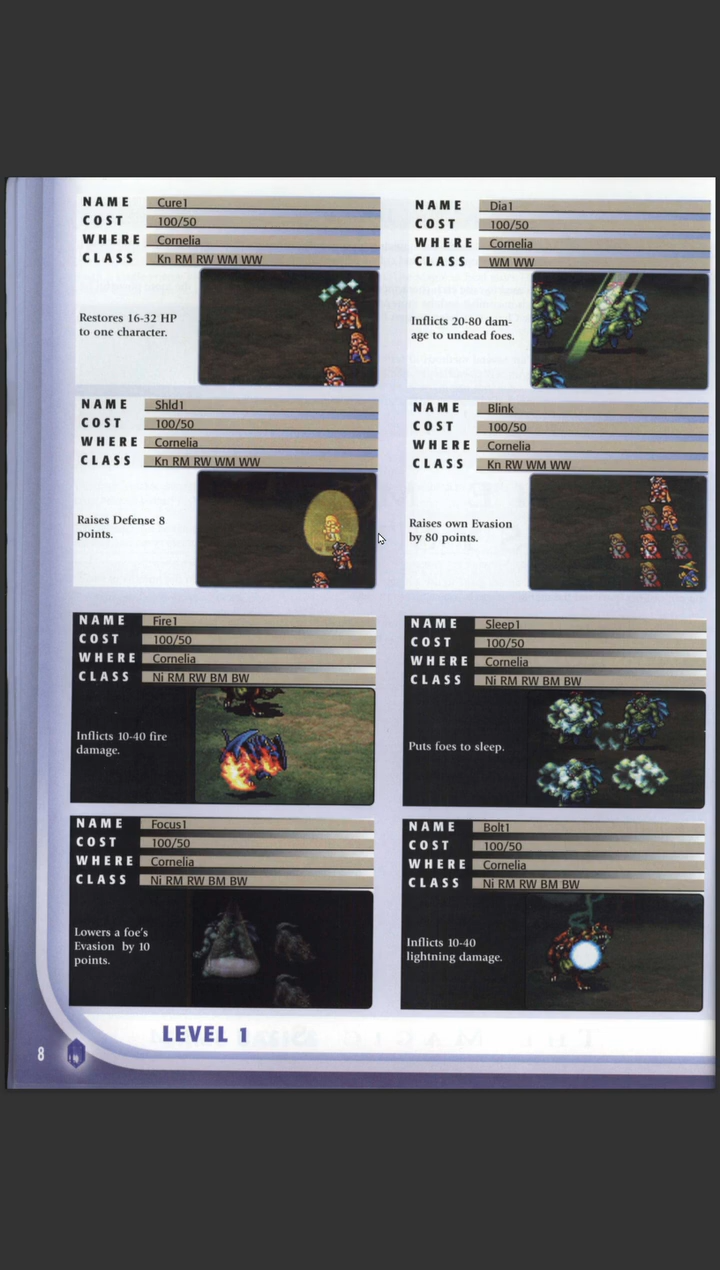 NAME Cure1
COST 100/50
WHERE Cornelia
CLASS Kn RM RW WM WW
Restores 16-32 HP
to one character.
NAME Dia1
COST 100/50
WHERE Cornelia
CLASS WM WW
Inflicts 20-80 dam-
age to undead foes.
NAME Shld1
COST 100/50
WHERE Cornelia
CLASS Kn RM RW WM WW
Raises Defense 8
points.
NAME Blink
COST 100/50
WHERE Cornelia
CLASS Kn RW WM WW
Raises own Evasion
by 80 points.
NAME Fire1
COST 100/50
WHERE Cornelia
CLASS Ni RM RW BM BW
Inflicts 10-40 fire
damage.
NAME Sleep1
COST 100/50
WHERE Cornelia
CLASS Ni RM RW BM BW
Puts foes to sleep.
NAME Focus1
COST 100/50
WHERE Cornelia
CLASS Ni RM RW BM BW
Lowers a foe's
Evasion by 10
points.
NAME Bolt1
COST 100/50
WHERE Cornelia
CLASS Ni RM RW BM BW
Inflicts 10-40
lightning damage.
LEVEL 1
8